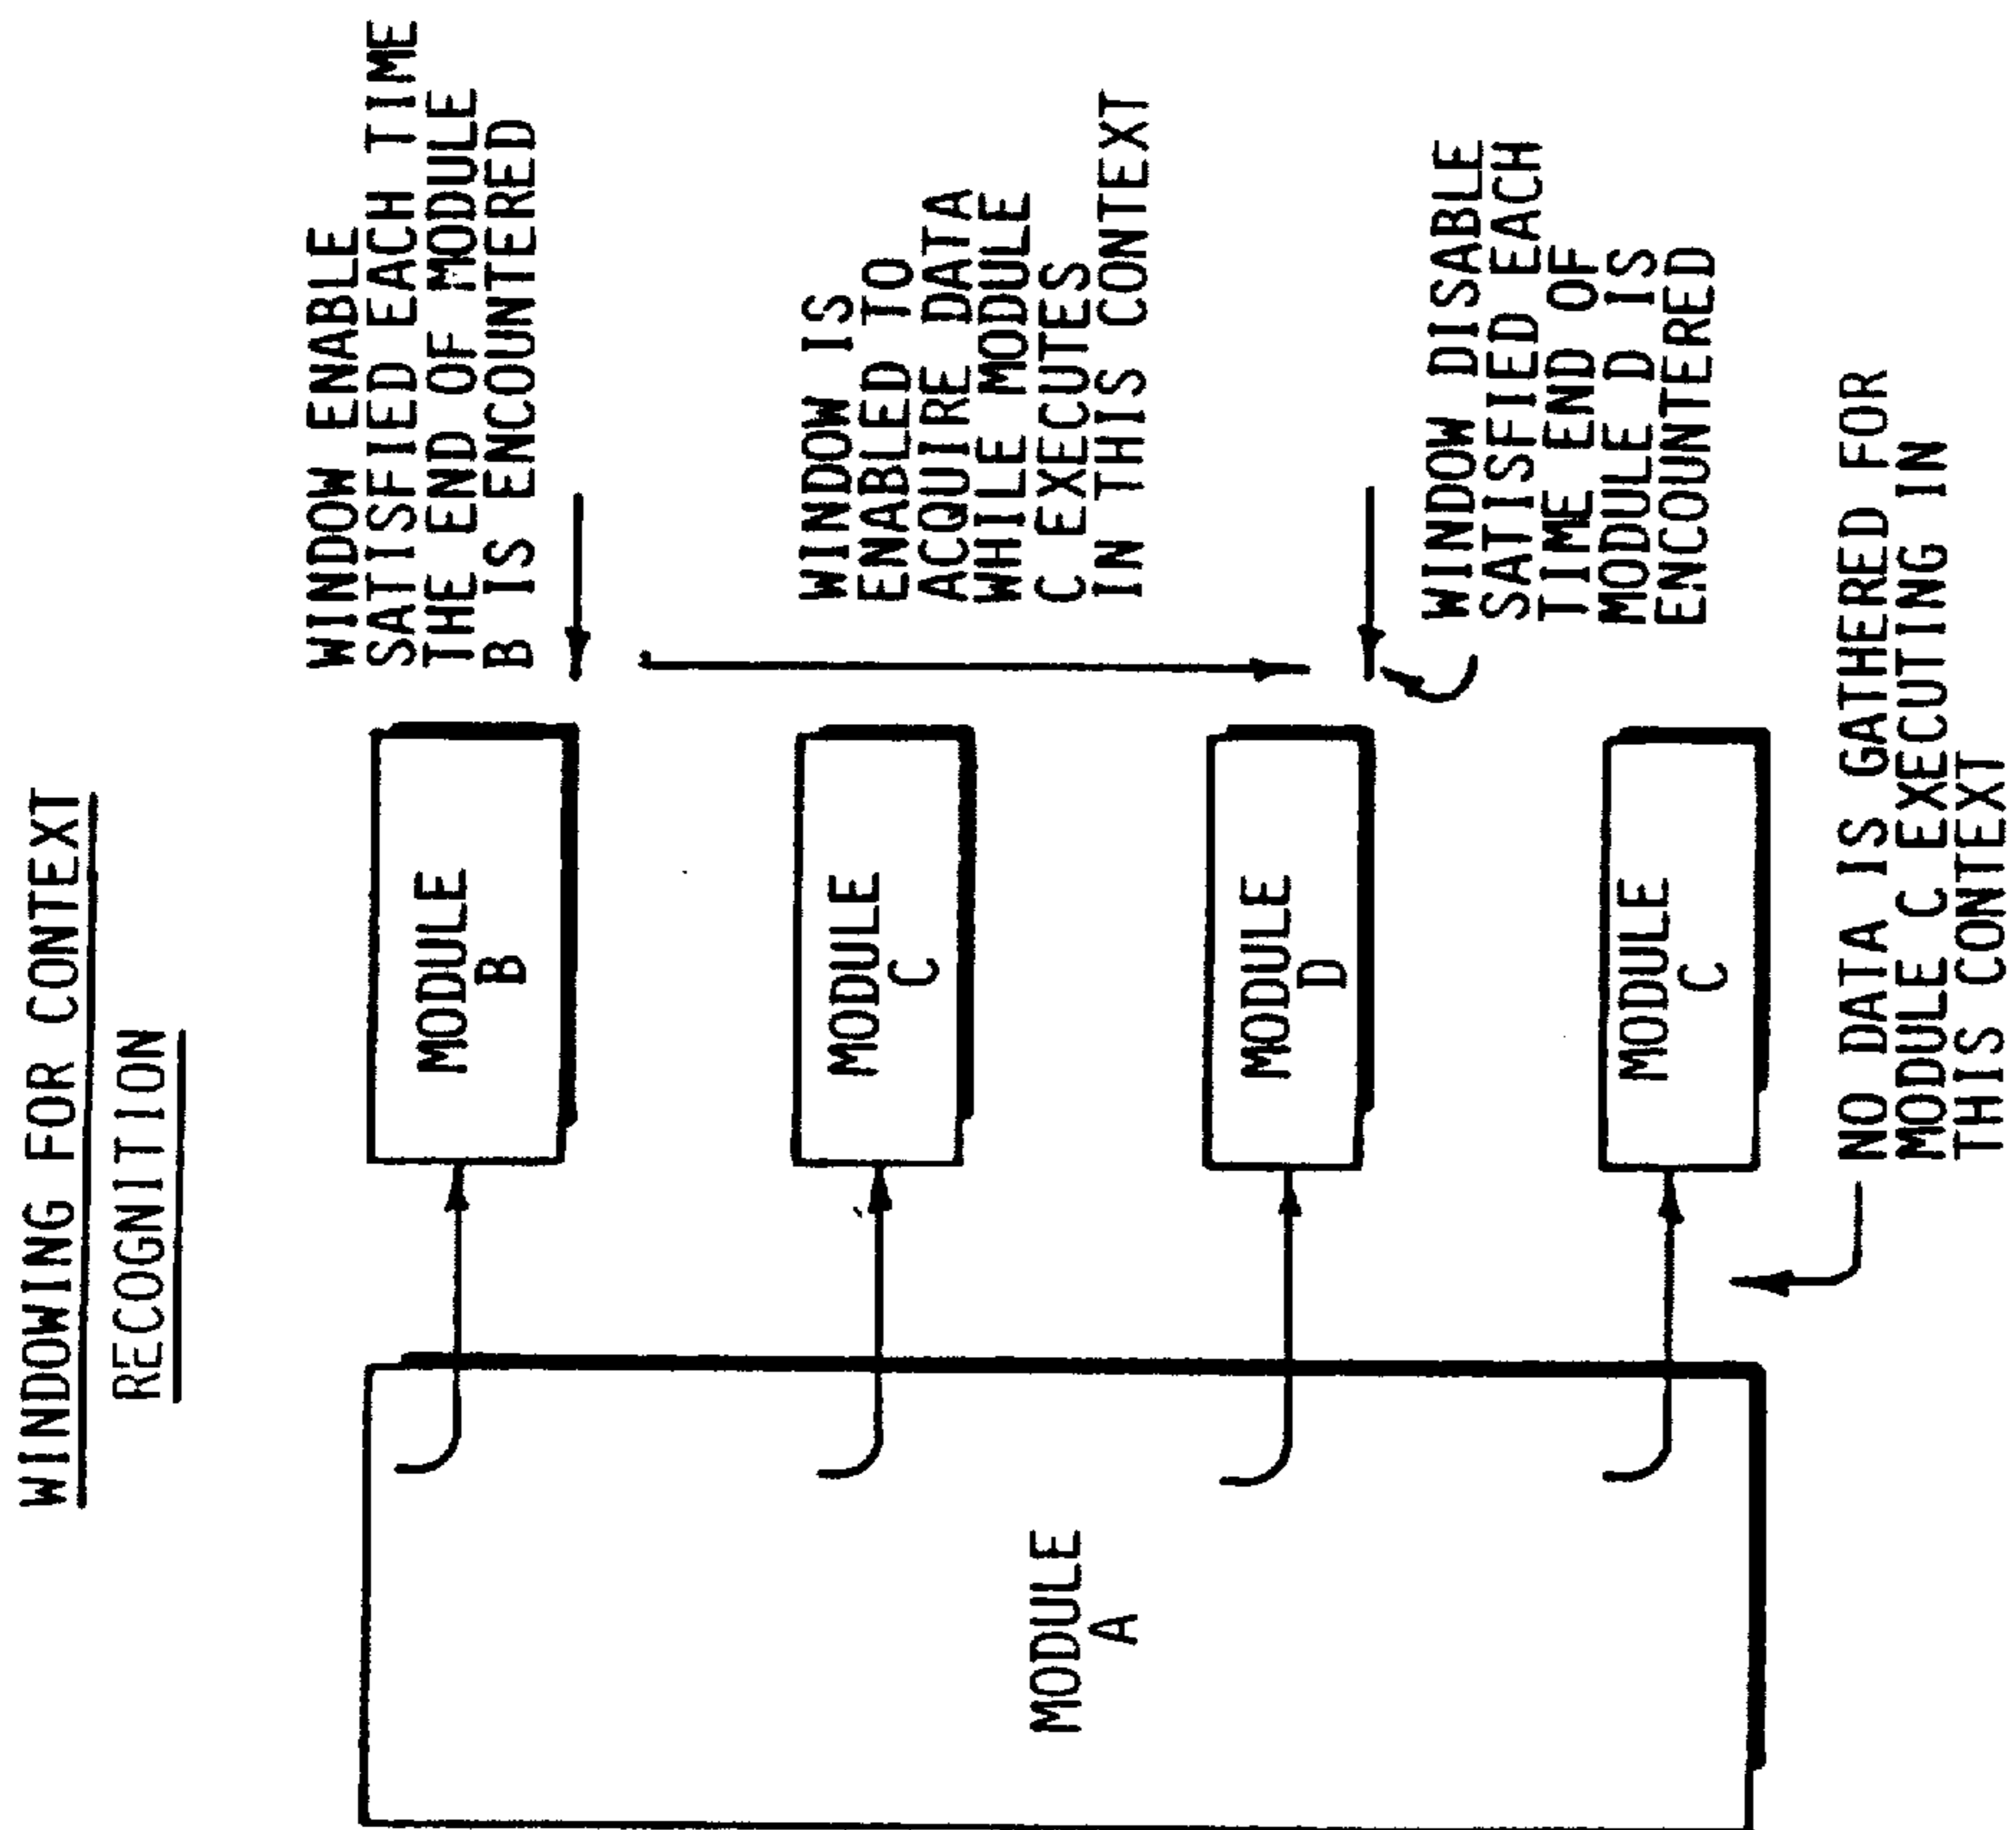 WINDOWING FOR CONTEXT
RECOGNITION
MODULE
A
MODULE
B
WINDOW ENABLE
SATISFIED EACH TIME
THE END OF MODULE
B IS ENCOUNTERED
MODULE
C
WINDOW IS
ENABLED TO
ACQUIRE DATA
WHILE MODULE
C EXECUTES
IN THIS CONTEXT
MODULE
D
WINDOW DISABLE
SATISFIED EACH
TIME END OF
MODULE D IS
ENCOUNTERED
MODULE
C
NO DATA IS GATHERED FOR
MODULE C EXECUTING IN
THIS CONTEXT